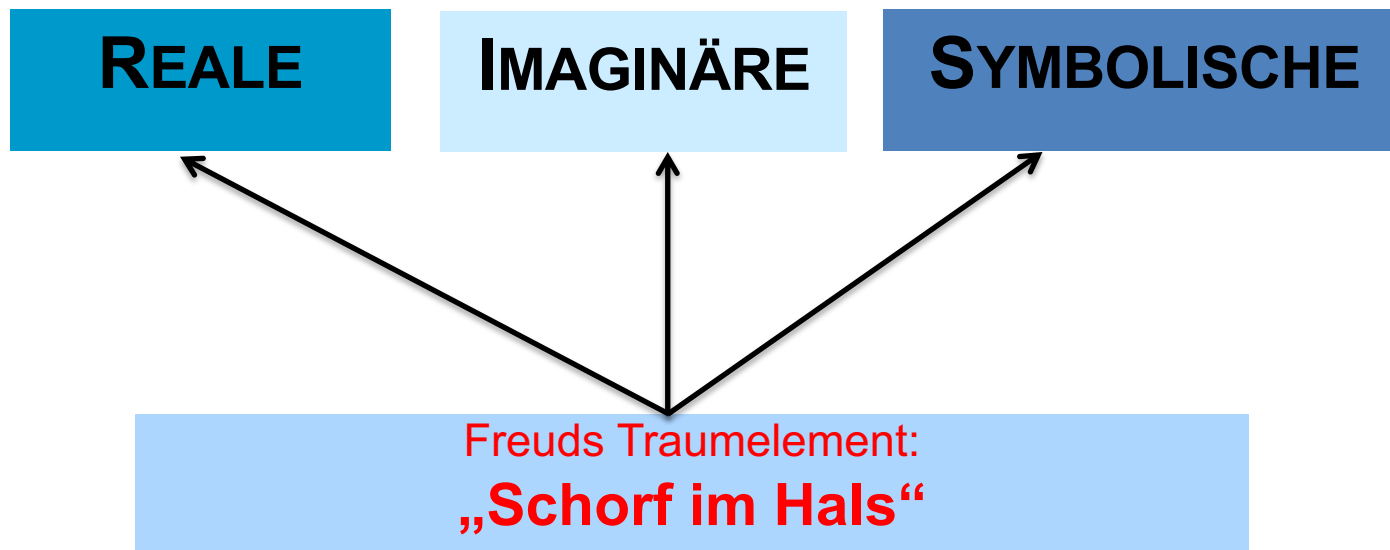 REALE
IMAGINÄRE
SYMBOLISCHE
Freuds Traumelement:
„Schorf im Hals“